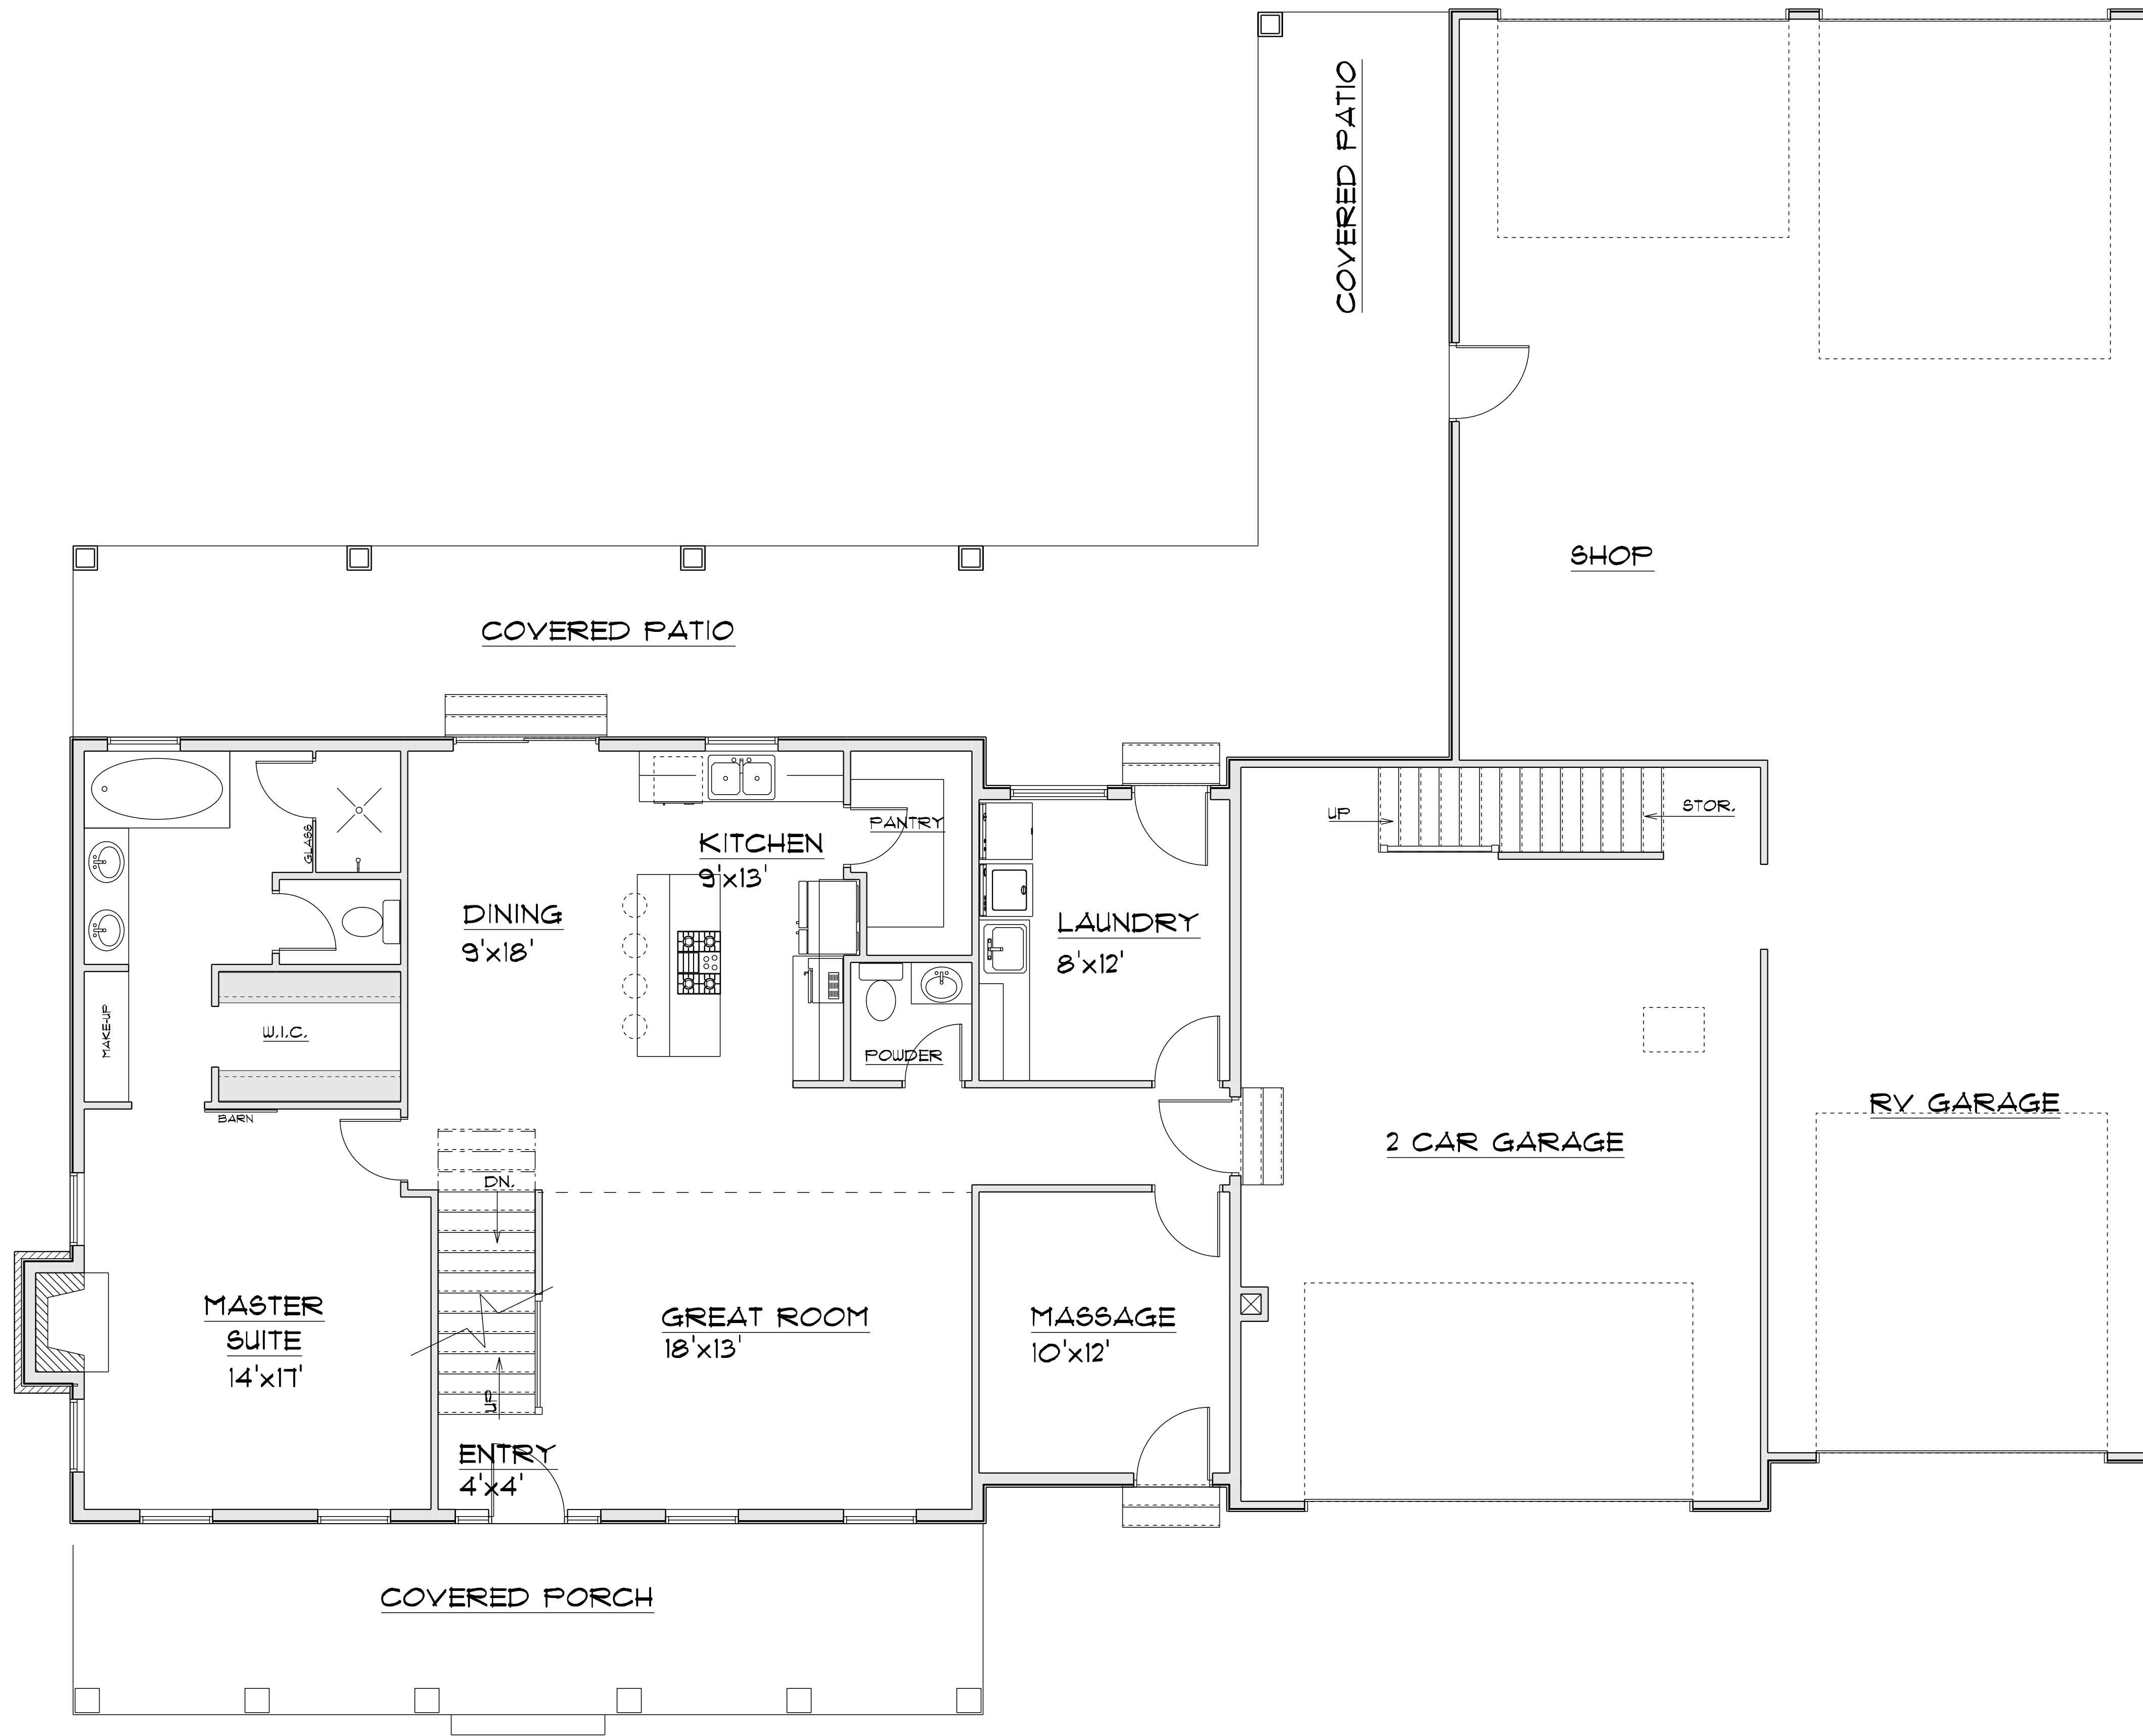 COVERED PATIO
SHOP
COVERED PATIO
UP
STOR.
PANTRY
GLASS
KITCHEN
9'x13'
DINING
9'x18'
LAUNDRY
8'x12'
MAKE-UP
W.I.C.
POWDER
BARN
RV GARAGE
2 CAR GARAGE
DN.
MASTER
SUITE
14'x17'
GREAT ROOM
18'x13'
MASSAGE
10'x12'
UP
ENTRY
4'x4'
COVERED PORCH